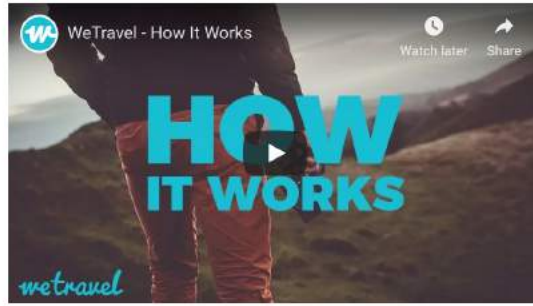 WeTravel - How It Works
Watch later
Share
HOW
IT WORKS
wetravel